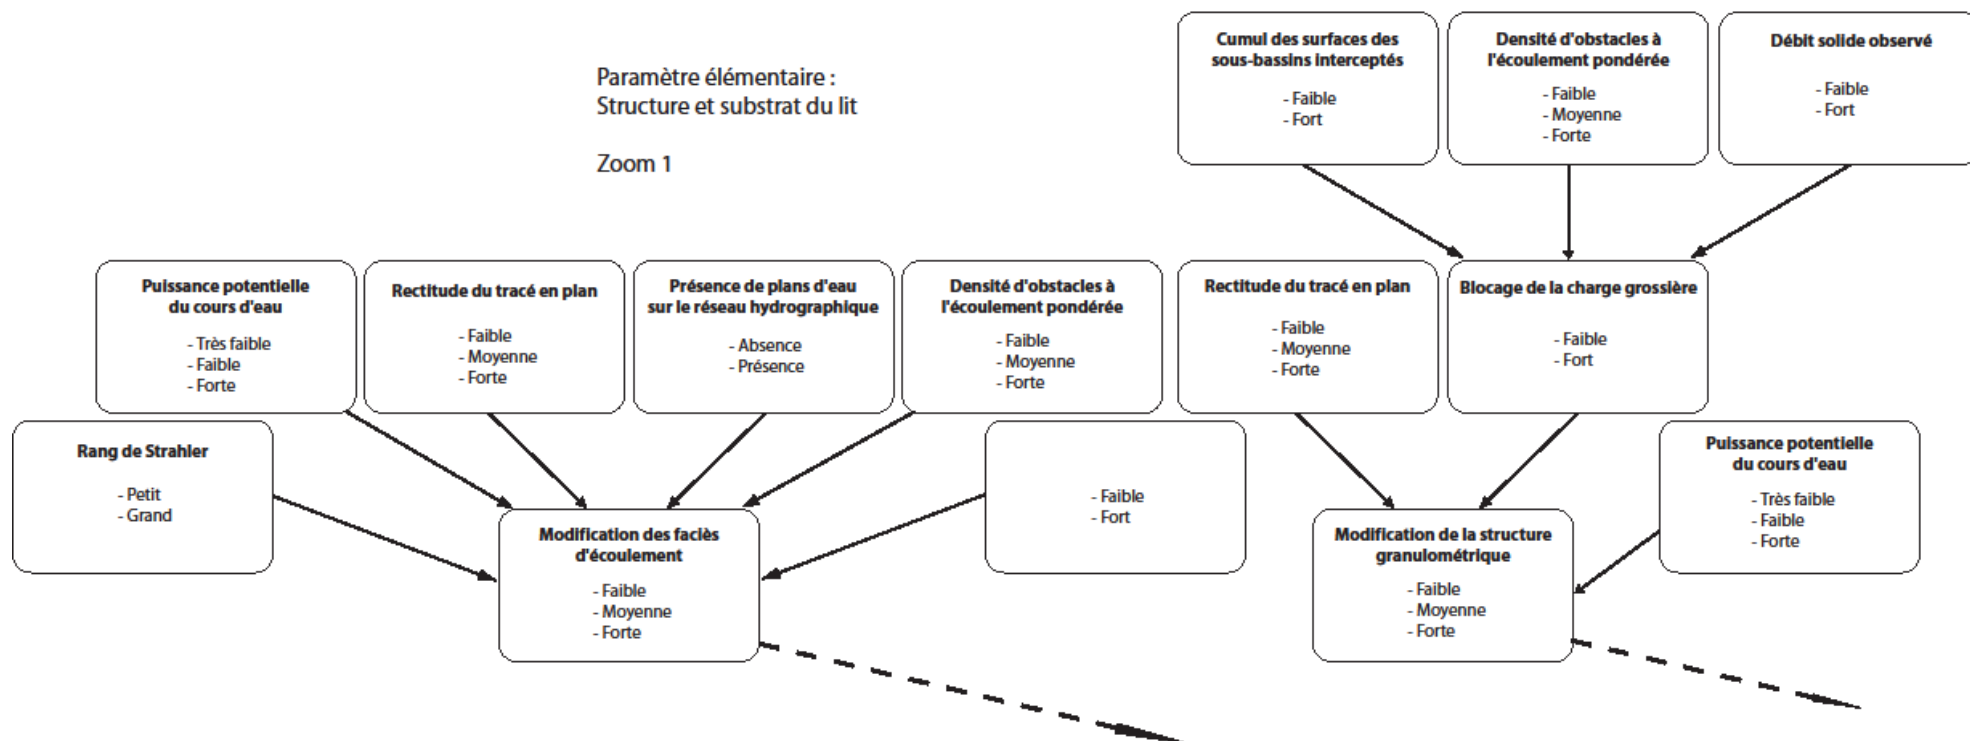 Paramètre élémentaire :
Structure et substrat du lit
Zoom 1
Cumul des surfaces des
sous-bassins interceptés
- Faible
- Fort
Densité d'obstacles à
l'écoulement pondérée
- Faible
- Moyenne
- Forte
Débit solide observé
- Faible
- Fort
Puissance potentielle
du cours d'eau
- Très faible
- Faible
- Forte
Rectitude du tracé en plan
- Faible
- Moyenne
- Forte
Présence de plans d'eau
sur le réseau hydrographique
- Absence
- Présence
Densité d'obstacles à
l'écoulement pondérée
- Faible
- Moyenne
- Forte
Rectitude du tracé en plan
- Faible
- Moyenne
- Forte
Blocage de la charge grossière
- Faible
- Fort
Rang de Strahler
- Petit
- Grand
- Faible
- Fort
Puissance potentielle
du cours d'eau
- Très faible
- Faible
- Forte
Modification des faciès
d'écoulement
- Faible
- Moyenne
- Forte
Modification de la structure
granulométrique
- Faible
- Moyenne
- Forte